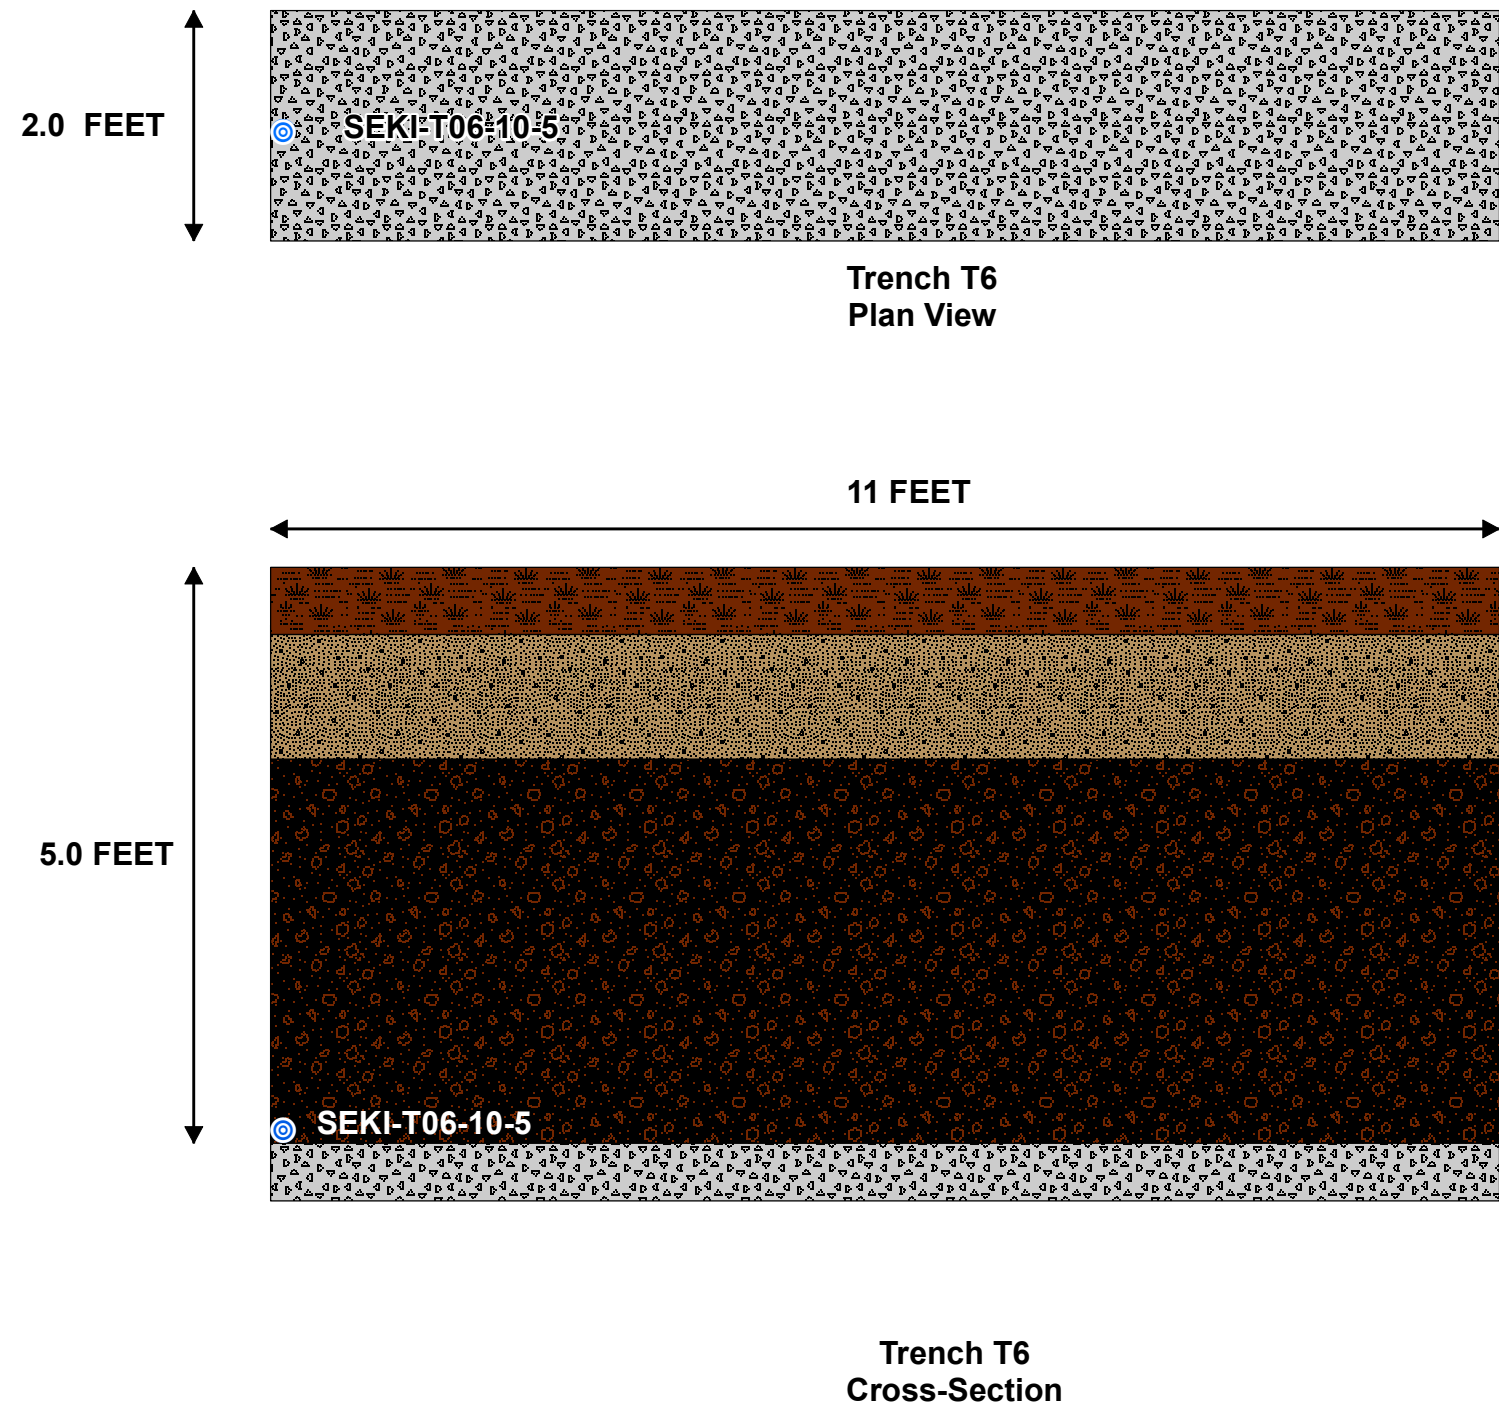 2.0 FEET
SEKI-T06-10-5
Trench T6
Plan View
11 FEET
5.0 FEET
SEKI-T06-10-5
Trench T6
Cross-Section